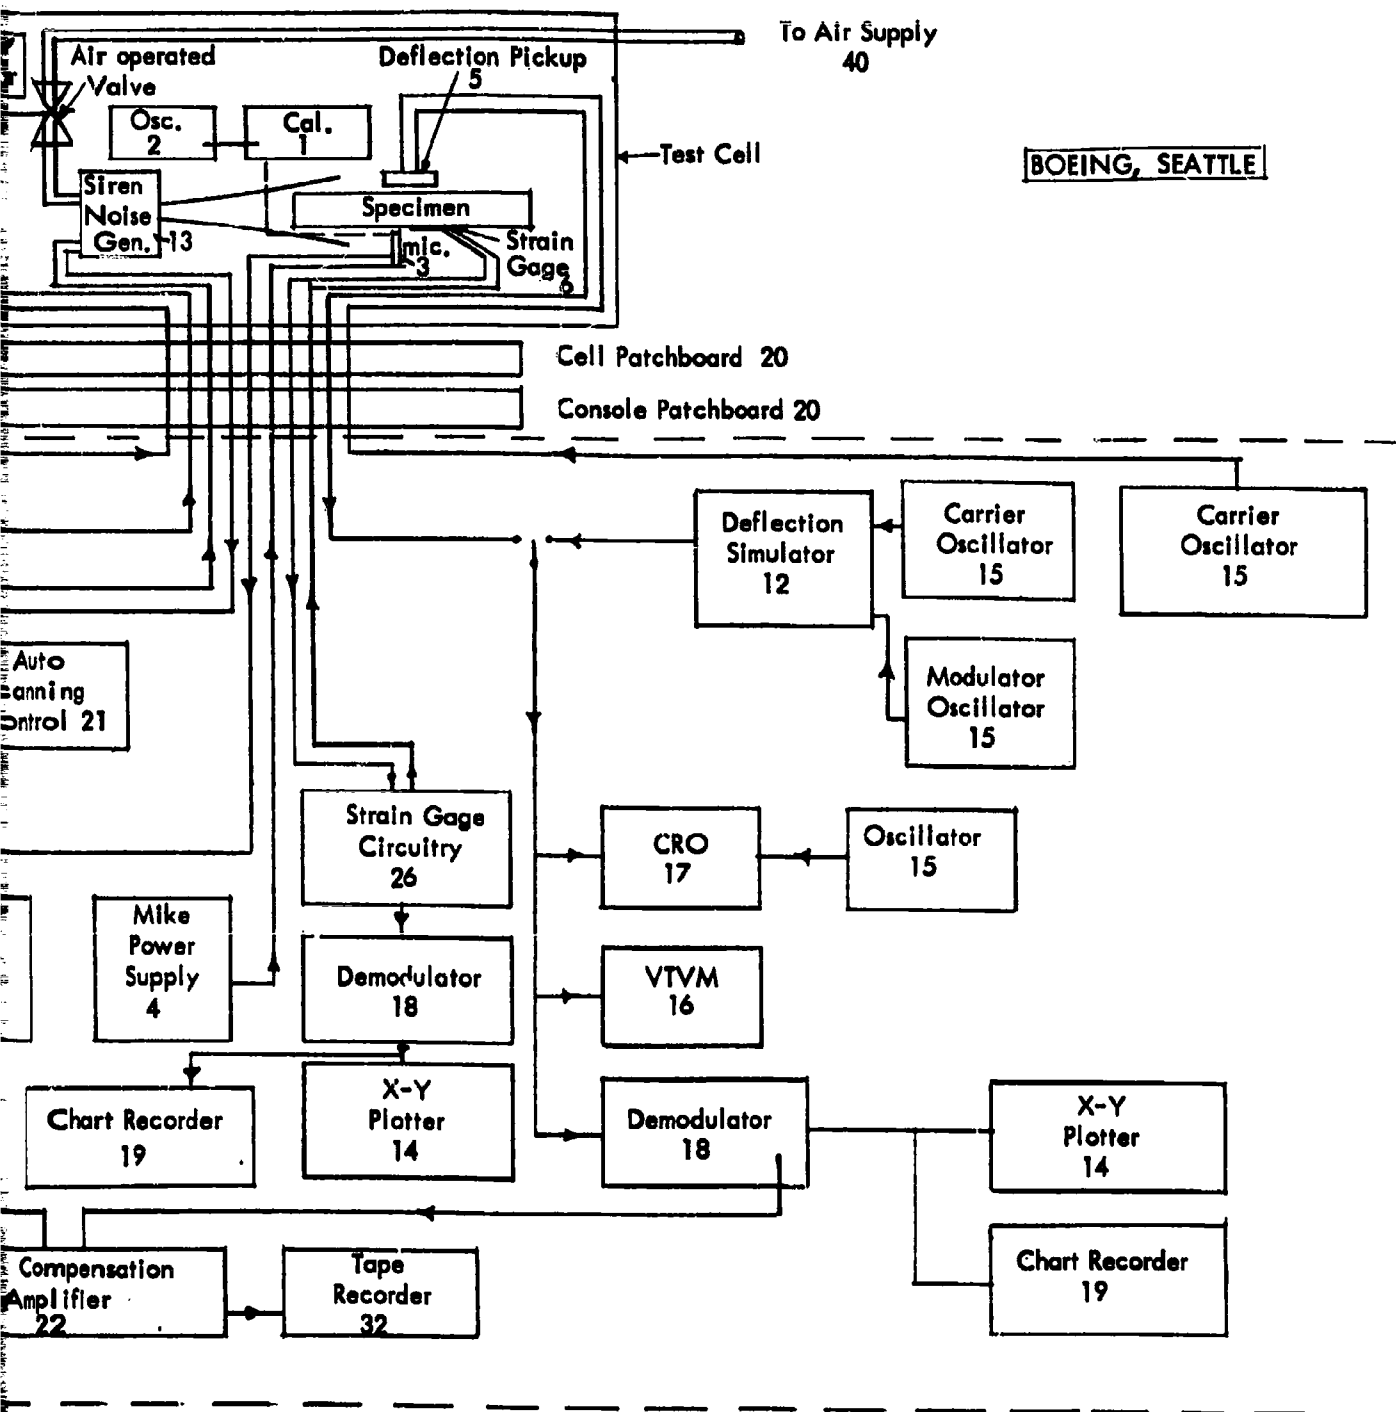 To Air Supply
40
Air operated
Valve
Deflection Pickup
5
Osc.
2
Cal.
1
Test Cell
BOEING, SEATTLE
Siren
Noise
Gen. 13
Specimen
mic.
3
Strain
Gage
6
Cell Patchboard 20
Console Patchboard 20
Deflection
Simulator
12
Carrier
Oscillator
15
Carrier
Oscillator
15
Auto
anning
ontrol 21
Modulator
Oscillator
15
Strain Gage
Circuitry
26
CRO
17
Oscillator
15
Mike
Power
Supply
4
Demodulator
18
VTVM
16
Chart Recorder
19
X-Y
Plotter
14
Demodulator
18
X-Y
Plotter
14
Compensation
Amplifier
22
Tape
Recorder
32
Chart Recorder
19